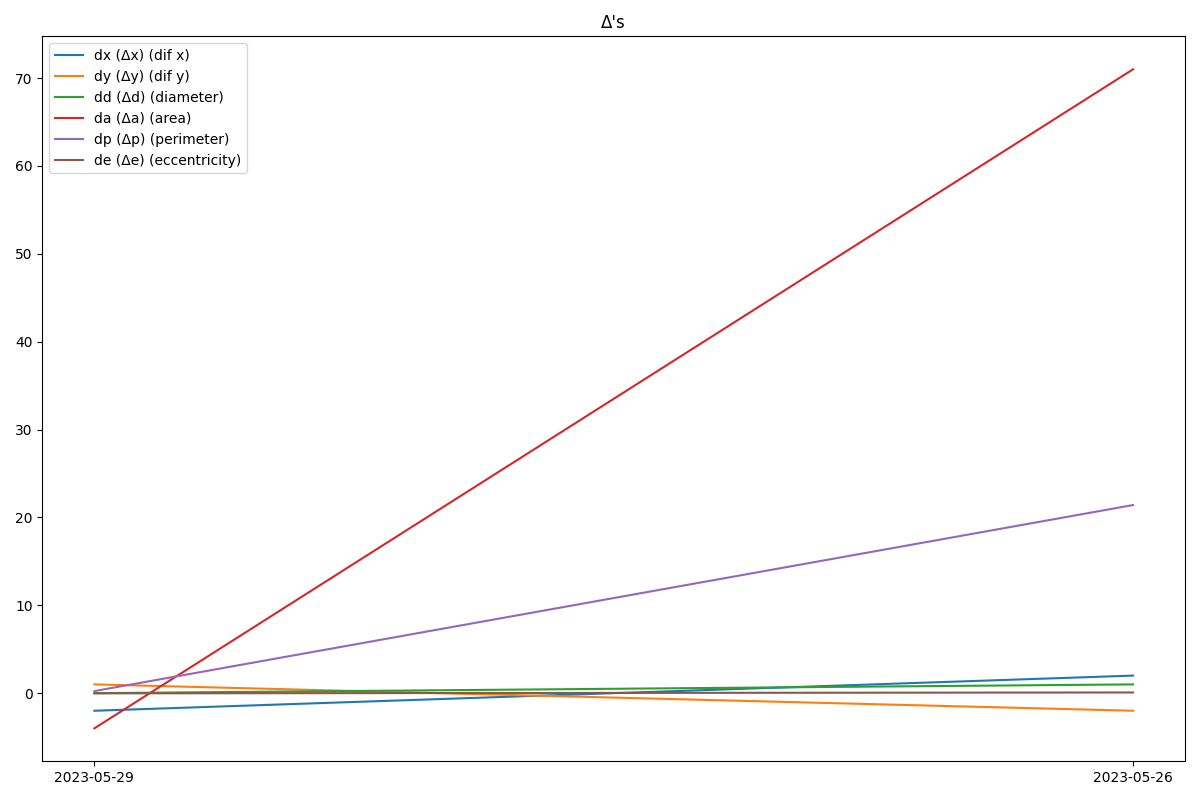 Δ's
dx (Δx) (dif x)
dy (Δy) (dif y)
dd (Δd) (diameter)
da (Δa) (area)
dp (Δp) (perimeter)
de (Δe) (eccentricity)
70
60
50
40
30
20
10
0
2023-05-29
2023-05-26